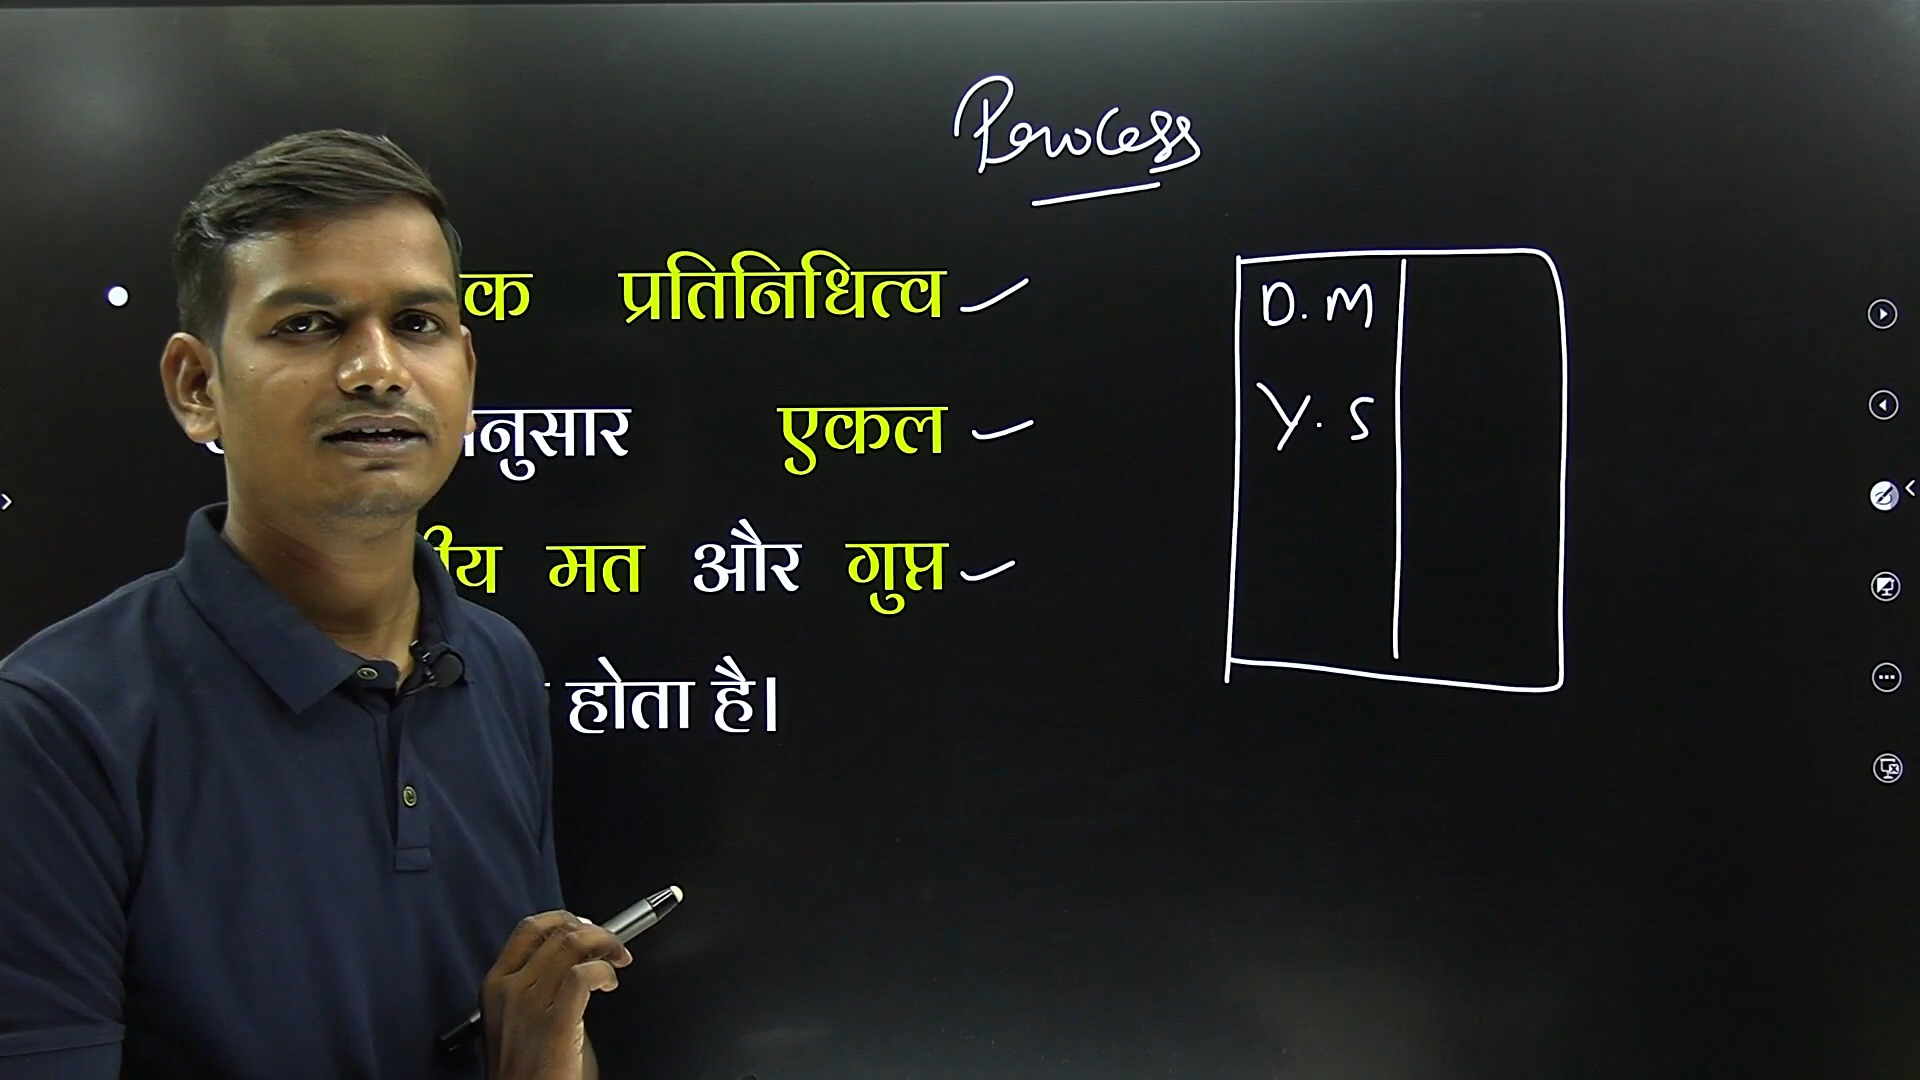 Process
प्रतिनिधित्व
एकल
मत और गुप्त
होता है।
D. M
Y. S